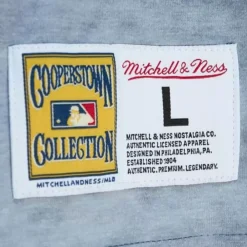 COOPERSTOWN
COLLECTION
MITCHELLANDNESS/MLB
Mitchell & Ness
L
MITCHELL & NESS NOSTALGIA CO.
AUTHENTIC LICENSED APPAREL
DESIGNED IN PHILADELPHIA, PA.
ESTABLISHED 1904
AUTHENTIC. PREMIUM. LEGENDARY.